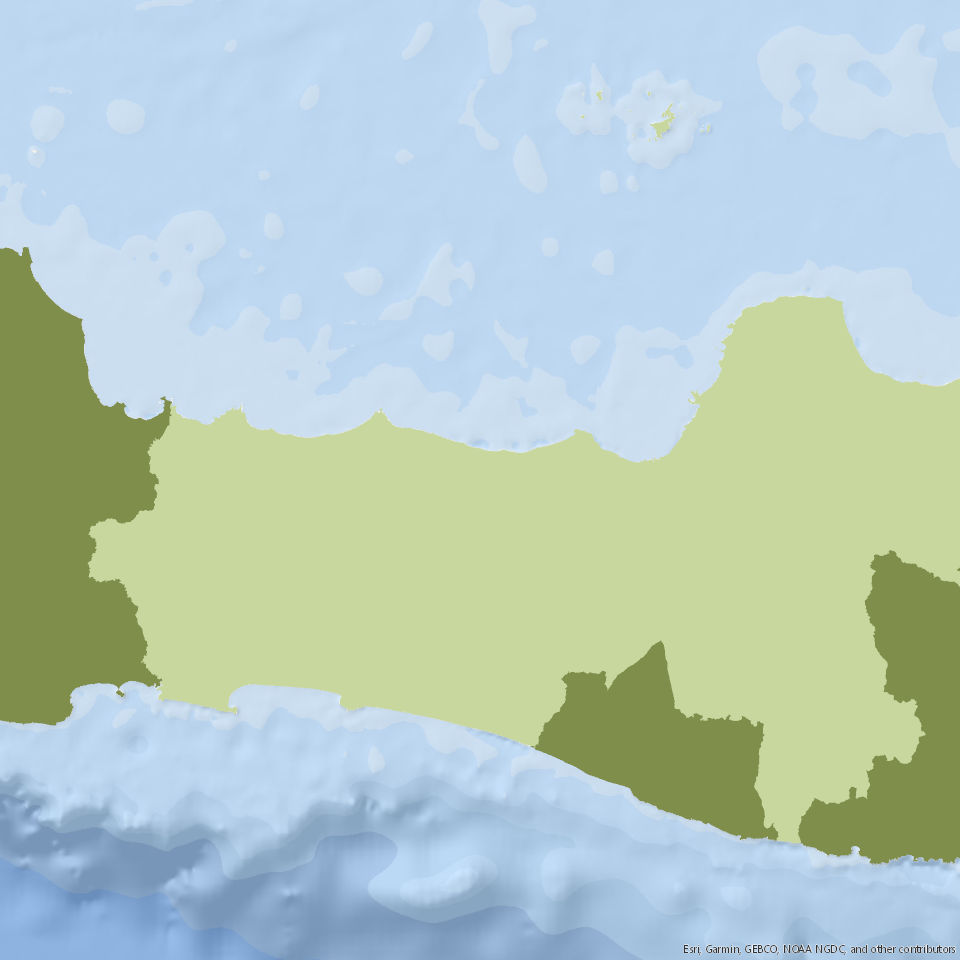 Esri, Garmin, GEBCO, NOAA NGDC, and other contributors